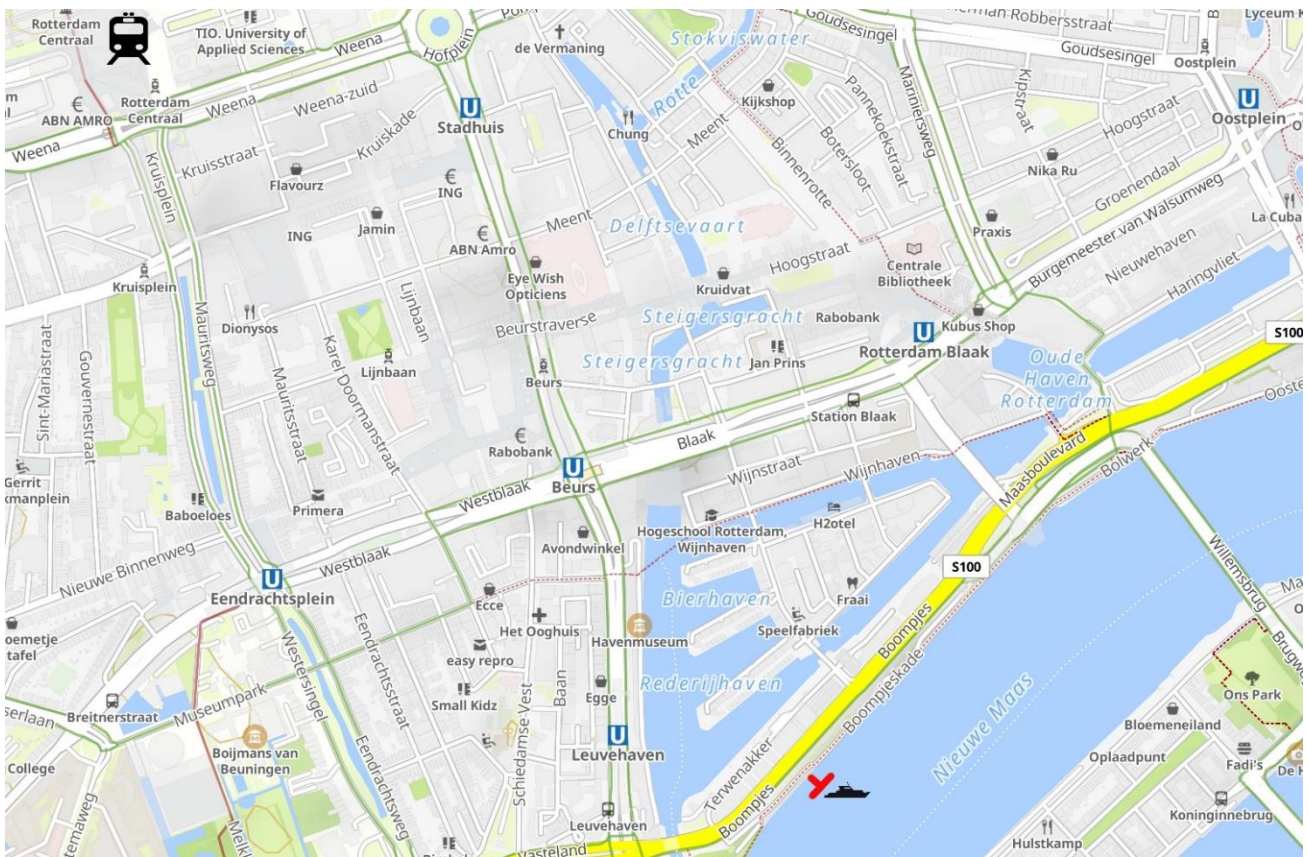 Rotterdam
Centraal
TIO. University of
Applied Sciences
Weena
Hofplein
de Vermaning
Stokviswater
Goudsesingel
Herman Robbersstraat
Lyceum K
Goudsesingel
Oostplein
ABN AMRO
Rotterdam
Centraal
Weena
Weena-zuid
U
Stadhuis
Kruiskade
Chung
Rotte
Kijkshop
Meent
Pannekoekstraat
Mariniersweg
Kipstraat
U
Oostplein
Hoogstraat
Weena
Kruisplein
Kruisstraat
Flavourz
ING
Binnenrotte
Botersloot
Nika Ru
Groenendaal
Jamin
ING
Meent
Delftsevaart
ABN Amro
Praxis
Burgemeester van Walsumweg
La Cuba
Nieuwehaven
Haringvliet
Kruisplein
Lijnbaan
Eye Wish
Opticiens
Kruidvat
Hoogstraat
Centrale
Bibliotheek
Mauritsweg
Dionysos
Beurstraverse
Steigersgracht
Rabobank
Kubus Shop
S100
U
Rotterdam Blaak
Sint-Mariastraat
Gouvernestraat
Karel Doormanstraat
Lijnbaan
Steigersgracht
Jan Prins
Oude
Haven
Rotterdam
Mauritsstraat
Beurs
Station Blaak
Ooste
Rabobank
Blaak
Maasboulevard
Bolwerk
Gerrit
kmanplein
U
Beurs
Wijnstraat
Wijnhaven
Baboeloes
Primera
Westblaak
Hogeschool Rotterdam,
Wijnhaven
H2otel
Avondwinkel
Nieuwe Binnenweg
Westblaak
S100
Willemsbrug
U
Eendrachtsplein
Ecce
Bierhaven
Fraai
oemetje
tafel
Het Ooghuis
Havenmuseum
Speelfabriek
Boompjes
Boompjeskade
Eendrachtsstraat
easy repro
Baan
Westersingel
Museumpark
Breitnerstraat
serlaan
Small Kidz
Egge
Rederijhaven
Nieuwe Maas
Ons Park
Brugw
Bloemeneiland
Boijmans van
Beuningen
Schiedamse-Vest
U
Leuvehaven
Oplaadpunt
Fadi's
De H
College
Eendrachtsweg
Terwenakker
Koninginnebrug
temaweg
Leuvehaven
Boompjes
Hulstkamp
Vasteland